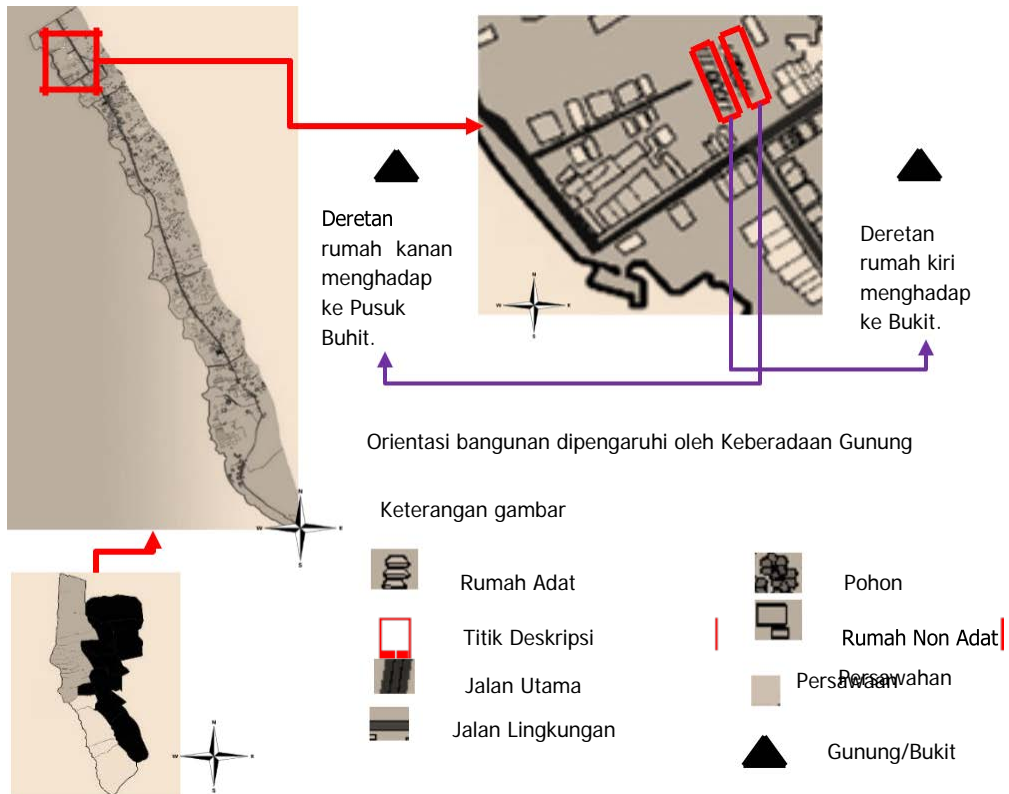 N
W
E
S
Deretan
rumah kanan
menghadap
ke Pusuk
Buhit.
N
W
E
S
Deretan
rumah kiri
menghadap
ke Bukit.
Orientasi bangunan dipengaruhi oleh Keberadaan Gunung
Keterangan gambar
Rumah Adat
Pohon
Titik Deskripsi
Rumah Non Adat
Jalan Utama
Persawaan
Persawahan
Jalan Lingkungan
Gunung/Bukit
N
W
E
S